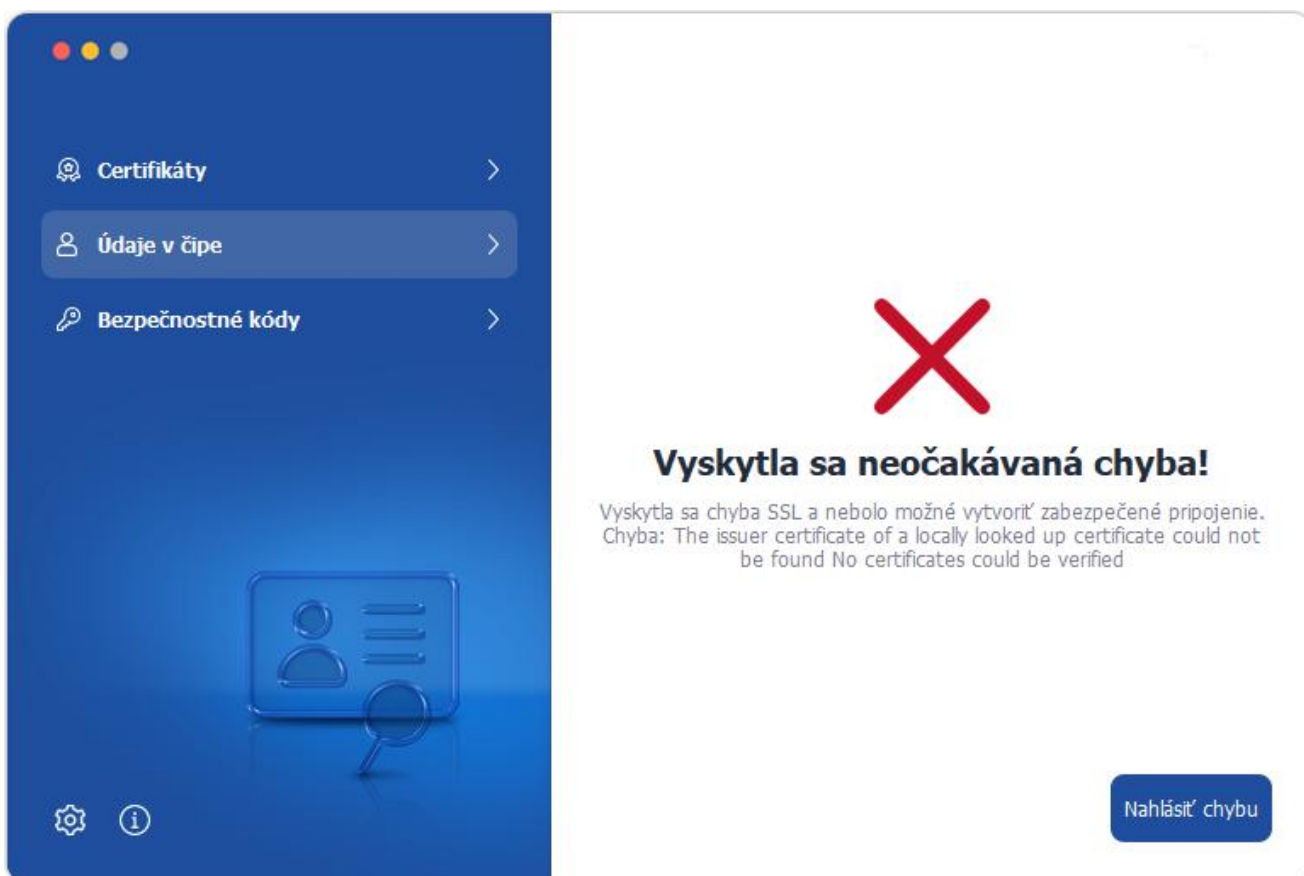 Certifikáty
Údaje v čipe
Bezpečnostné kódy
Vyskytla sa neočakávaná chyba!
Vyskytla sa chyba SSL a nebolo možné vytvoriť zabezpečené pripojenie.
Chyba: The issuer certificate of a locally looked up certificate could not
be found No certificates could be verified
Nahlásiť chybu